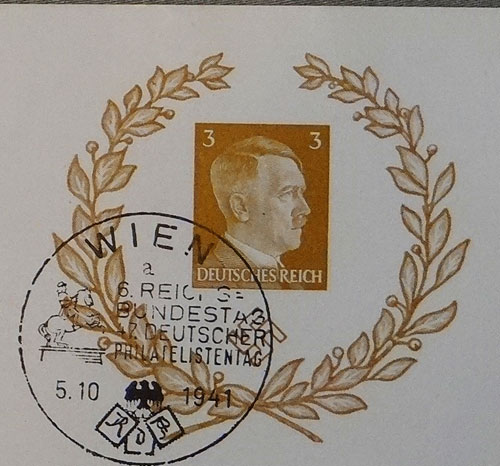 3 3
DEUTSCHES REICH
WIEN
a
6. REICHS=
BUNDESTAG
47. DEUTSCHER
PHILATELISTENTAG
5.10 1941
R D P